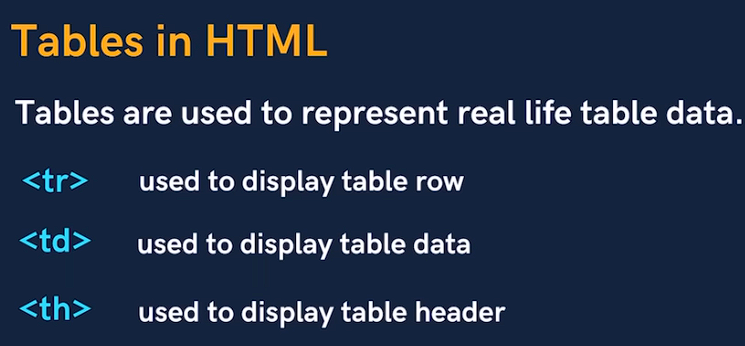 Tables in HTML
Tables are used to represent real life table data.
<tr> used to display table row
<td> used to display table data
<th> used to display table header